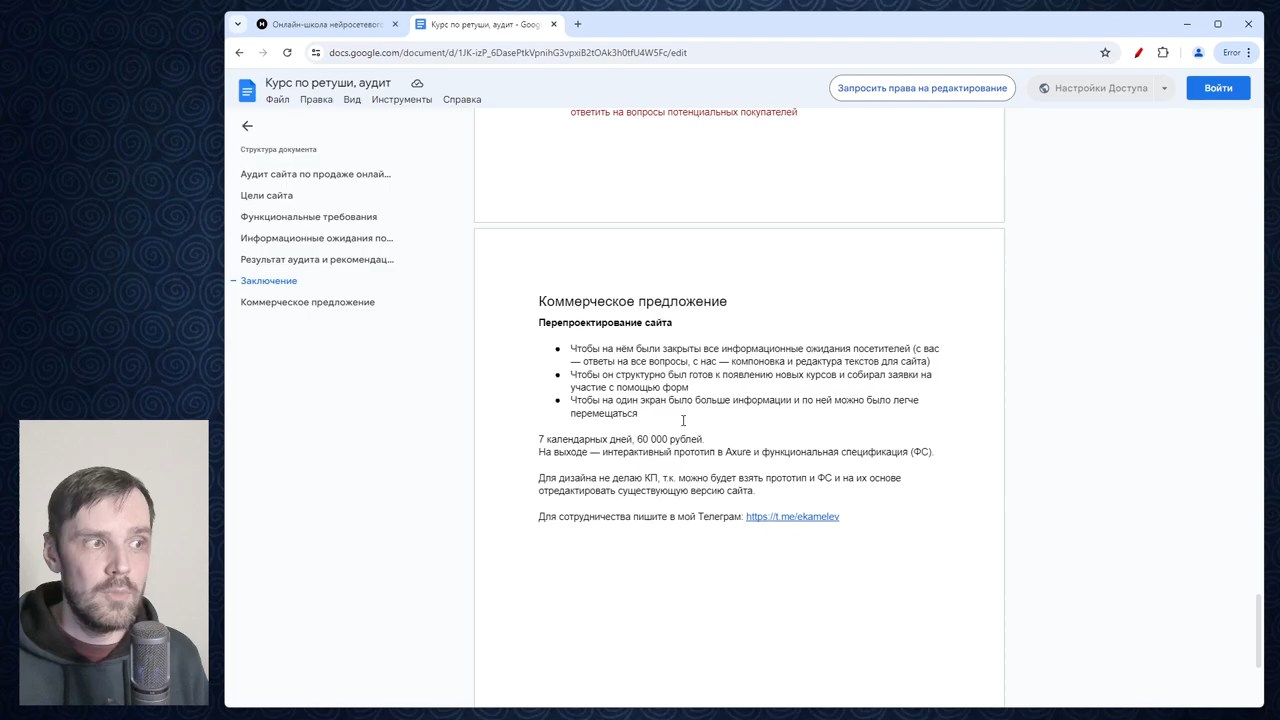 Онлайн-школа нейросетевого
Курс по ретуши, аудит - Goog
docs.google.com/document/d/1JK-izP_6DasePtkVpnihG3vpxiB2tOAk3h0tfU4W5Fc/edit
Error
Курс по ретуши, аудит
Файл Правка Вид Инструменты Справка
Запросить права на редактирование
Настройки Доступа
Войти
Структура документа
Аудит сайта по продаже онлай...
Цели сайта
Функциональные требования
Информационные ожидания по...
Результат аудита и рекомендац...
Заключение
Коммерческое предложение
ответить на вопросы потенциальных покупателей
Коммерческое предложение
Перепроектирование сайта
● Чтобы на нём были закрыты все информационные ожидания посетителей (с вас
— ответы на все вопросы, с нас — компоновка и редактура текстов для сайта)
● Чтобы он структурно был готов к появлению новых курсов и собирал заявки на
участие с помощью форм
● Чтобы на один экран было больше информации и по ней можно было легче
перемещаться
7 календарных дней, 60 000 рублей.
На выходе — интерактивный прототип в Axure и функциональная спецификация (ФС).
Для дизайна не делаю КП, т.к. можно будет взять прототип и ФС и на их основе
отредактировать существующую версию сайта.
Для сотрудничества пишите в мой Телеграм: https://t.me/ekamelev